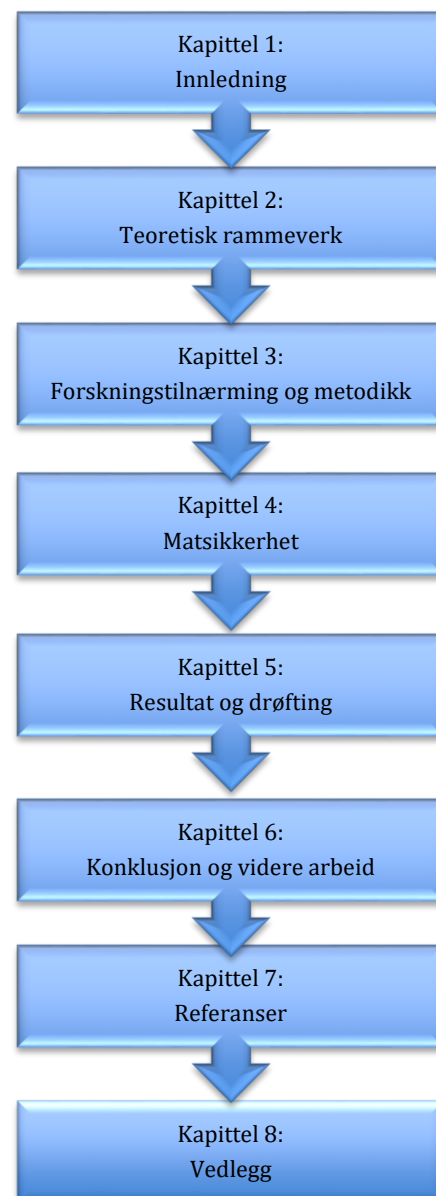 Kapittel 1:
Innledning
Kapittel 2:
Teoretisk rammeverk
Kapittel 3:
Forskningstilnærming og metodikk
Kapittel 4:
Matsikkerhet
Kapittel 5:
Resultat og drøfting
Kapittel 6:
Konklusjon og videre arbeid
Kapittel 7:
Referanser
Kapittel 8:
Vedlegg